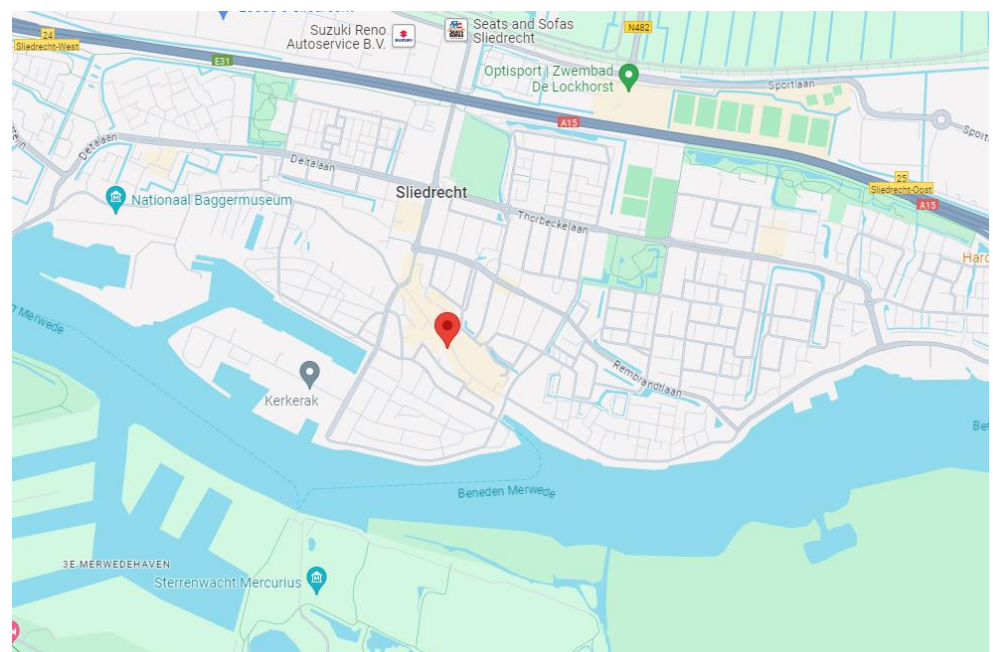 24
Sliedrecht-West
E31
Suzuki Reno
Autoservice B.V.
SUZUKI
Seats and Sofas
Sliedrecht
N482
Optisport | Zwembad
De Lockhorst
Sportlaan
A15
Deltalaan
Deltalaan
25
Sliedrecht-Oost
A15
Sliedrecht
Nationaal Baggermuseum
Thorbeckelaan
Merwede
Kerkerak
Rembrandtlaan
Beneden Merwede
3E MERWEDEHAVEN
Sterrenwacht Mercurius